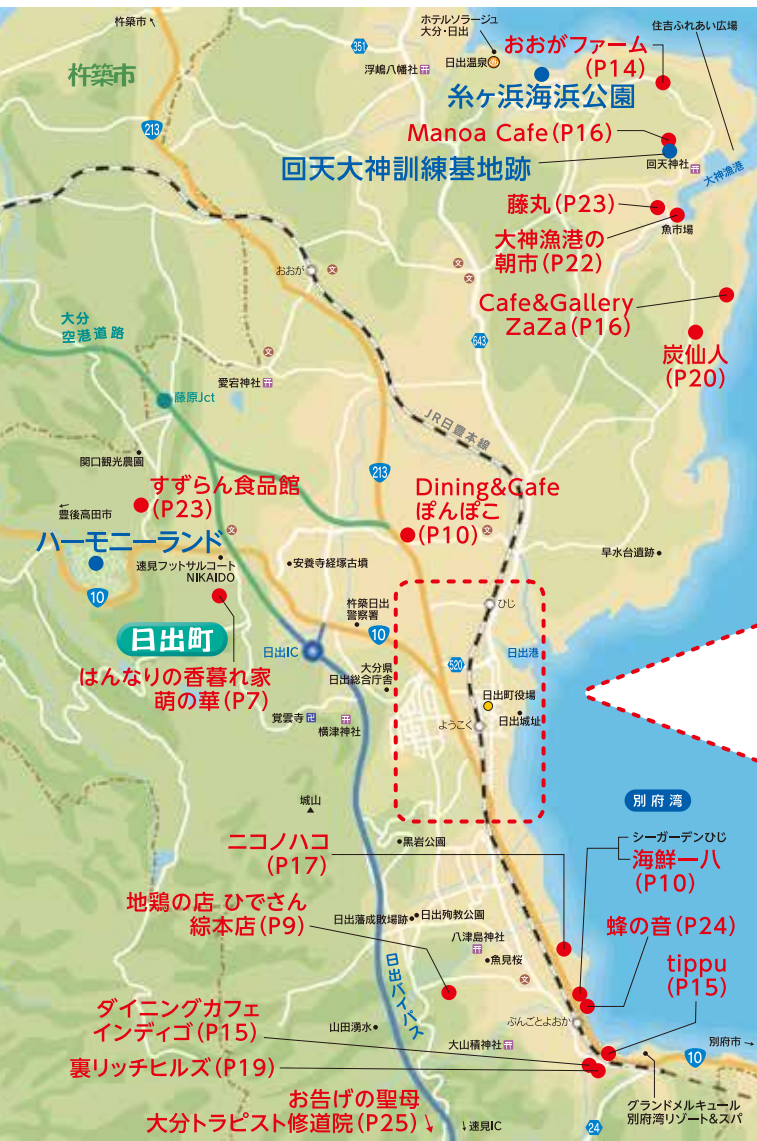 杵築市↖
ホテルソラージュ
大分・日出
住吉ふれあい広場
351
おおがファーム
(P14)
浮嶋八幡社
日出温泉
杵築市
糸ヶ浜海浜公園
213
Manoa Cafe(P16)
回天大神訓練基地跡
回天神社
大神漁港
藤丸(P23)
魚市場
大神漁港の
朝市(P22)
おおが
文
文
文
Cafe&Gallery
ZaZa(P16)
大分
空港道路
643
炭仙人
(P20)
文
愛宕神社
藤原Jct
JR日豊本線
関口観光農園
213
すずらん食品館
(P23)
Dining&Cafe
ぽんぽこ
(P10)
←
豊後高田市
文
文
ハーモニーランド
速見フットサルコート
NIKAIDO
安養寺経塚古墳
早水台遺跡
10
杵築日出
警察署
ひじ
10
日出町
日出IC
520
日出港
大分県
日出総合庁舎
はんなりの香暮れ家
萌の華(P7)
日出町役場
日出城址
覚雲寺
横津神社
ようこく
城山
別府湾
黒岩公園
ニコノハコ
(P17)
シーガーデンひじ
海鮮一八
(P10)
地鶏の店 ひでさん
綜本店(P9)
日出藩成敗場跡
日出殉教公園
八津島神社
蜂の音(P24)
魚見桜
文
tippu
(P15)
日出バイパス
ダイニングカフェ
インディゴ(P15)
山田湧水
ぶんごとよおか
別府市→
大山積神社
10
裏リッチヒルズ(P19)
グランドメルキュール
別府湾リゾート&スパ
お告げの聖母
大分トラピスト修道院(P25)↓
↓速見IC
24